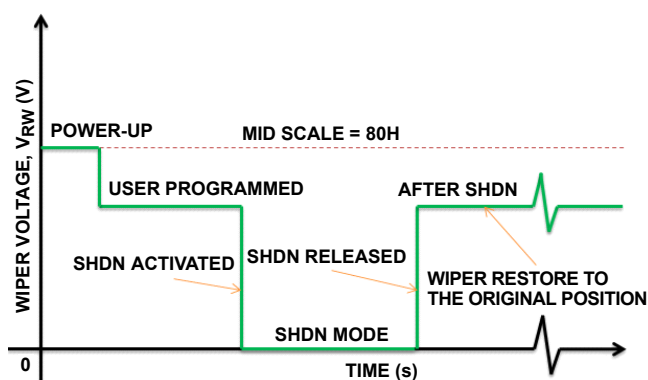 WIPER VOLTAGE, VRW (V)
POWER-UP
MID SCALE = 80H
USER PROGRAMMED
AFTER SHDN
SHDN ACTIVATED
SHDN RELEASED
WIPER RESTORE TO
THE ORIGINAL POSITION
SHDN MODE
0
TIME (s)